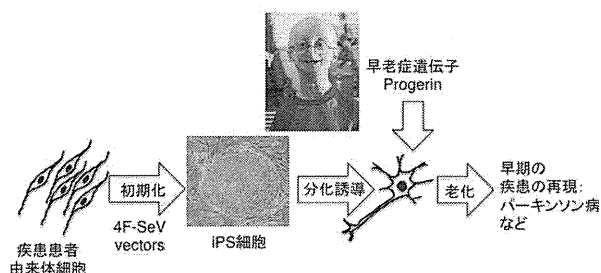 早老症遺伝子
Progerin
初期化
4F-SeV
vectors
疾患患者
由来体細胞
iPS細胞
分化誘導
老化
早期の
疾患の再現:
パーキンソン病
など